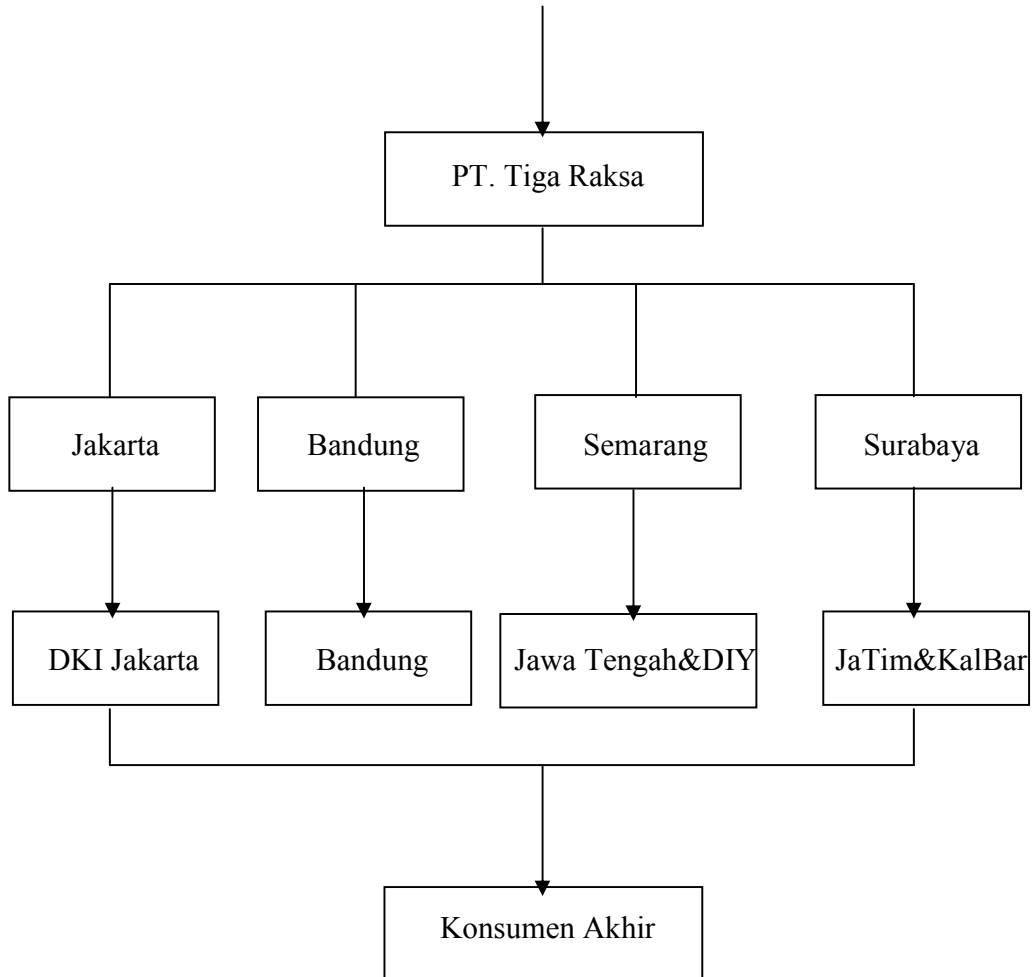 PT. Tiga Raksa
Jakarta
Bandung
Semarang
Surabaya
DKI Jakarta
Bandung
Jawa Tengah&DIY
JaTim&KalBar
Konsumen Akhir